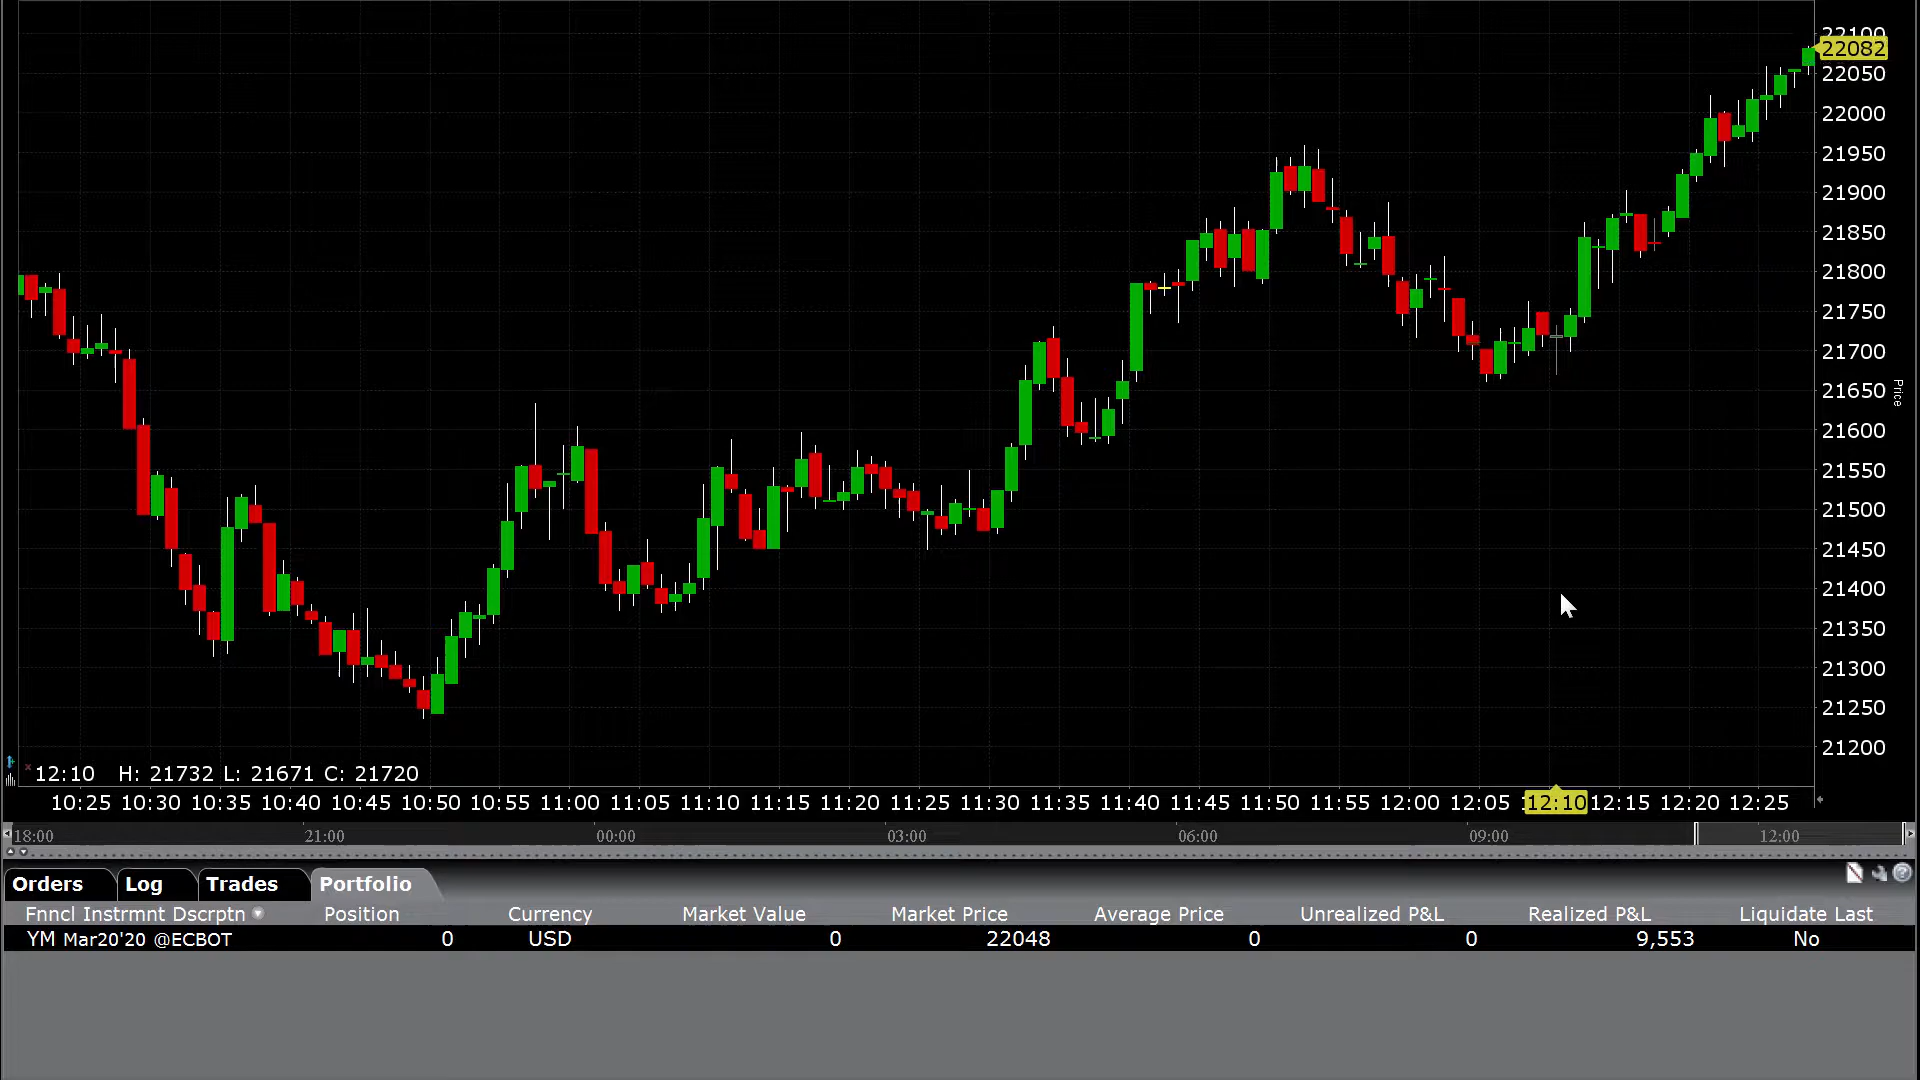 22100
22082
22050
22000
21950
21900
21850
21800
21750
21700
21650
21600
21550
21500
21450
21400
21350
21300
21250
21200
Price
12:10 H: 21732 L: 21671 C: 21720
10:25 10:30 10:35 10:40 10:45 10:50 10:55 11:00 11:05 11:10 11:15 11:20 11:25 11:30 11:35 11:40 11:45 11:50 11:55 12:00 12:05 12:10 12:15 12:20 12:25
18:00 21:00 00:00 03:00 06:00 09:00 12:00
Orders Log Trades Portfolio
Fnncl Instrmnt Dscrptn Position Currency Market Value Market Price Average Price Unrealized P&L Realized P&L Liquidate Last
YM Mar20'20 @ECBOT 0 USD 0 22048 0 0 9,553 No